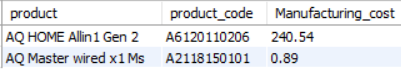 product product_code Manufacturing_cost
AQ HOME Allin1 Gen 2 A6120110206 240.54
AQ Master wired x1 Ms A2118150101 0.89